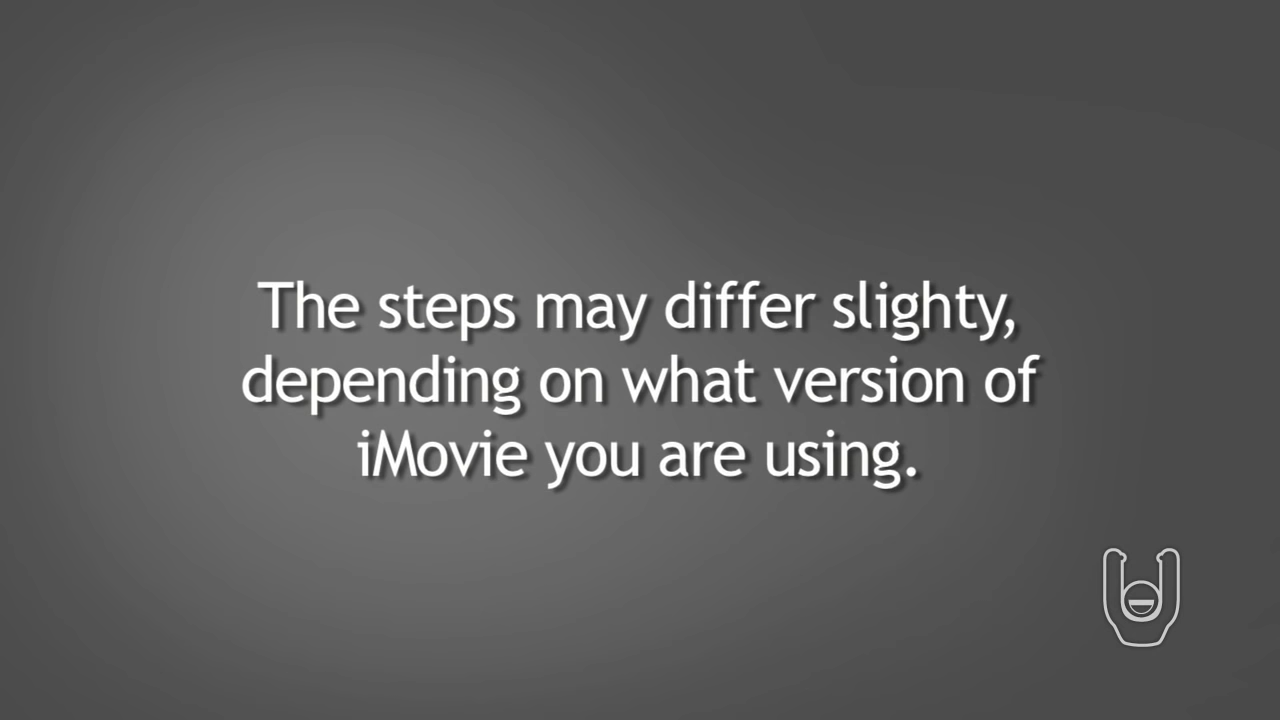 The steps may differ slighty,
depending on what version of
iMovie you are using.